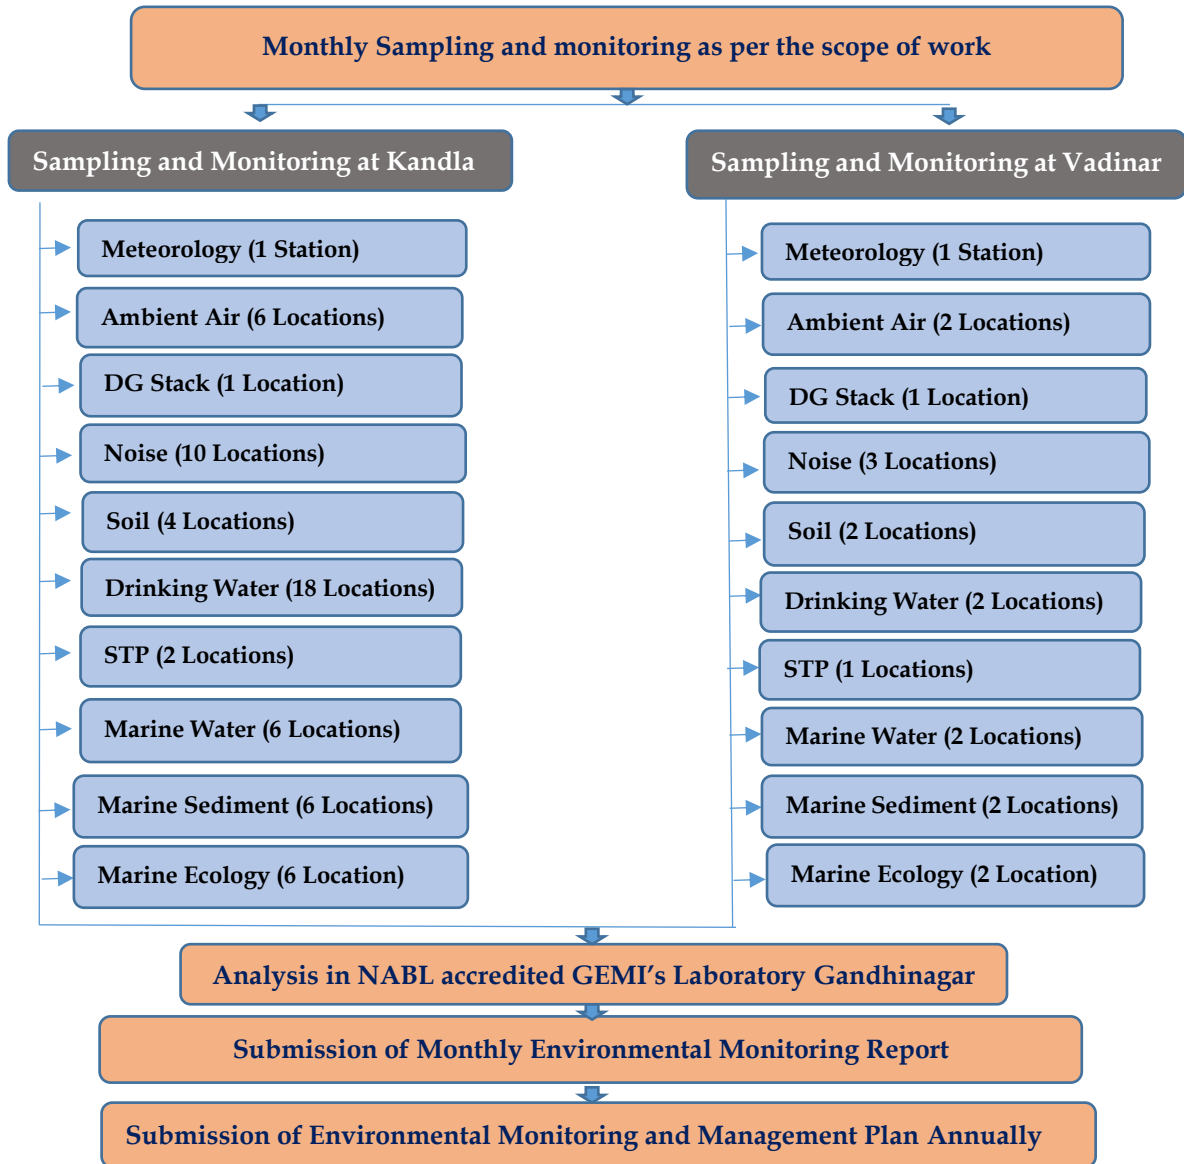 Monthly Sampling and monitoring as per the scope of work
Sampling and Monitoring at Kandla
Meteorology (1 Station)
Ambient Air (6 Locations)
DG Stack (1 Location)
Noise (10 Locations)
Soil (4 Locations)
Drinking Water (18 Locations)
STP (2 Locations)
Marine Water (6 Locations)
Marine Sediment (6 Locations)
Marine Ecology (6 Location)
Sampling and Monitoring at Vadinar
Meteorology (1 Station)
Ambient Air (2 Locations)
DG Stack (1 Location)
Noise (3 Locations)
Soil (2 Locations)
Drinking Water (2 Locations)
STP (1 Locations)
Marine Water (2 Locations)
Marine Sediment (2 Locations)
Marine Ecology (2 Location)
Analysis in NABL accredited GEMI’s Laboratory Gandhinagar
Submission of Monthly Environmental Monitoring Report
Submission of Environmental Monitoring and Management Plan Annually